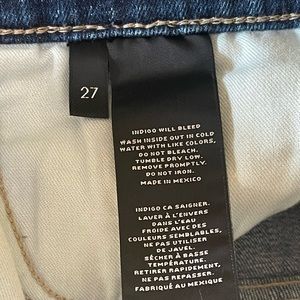 27
INDIGO WILL BLEED
WASH INSIDE OUT IN COLD
WATER WITH LIKE COLORS,
DO NOT BLEACH.
TUMBLE DRY LOW.
REMOVE PROMPTLY.
DO NOT IRON.
MADE IN MEXICO
INDIGO CA SAIGNER.
LAVER À L'ENVERS
DANS L'EAU
FROIDE AVEC DES
COULEURS SEMBLABLES,
NE PAS UTILISER
DE JAVEL.
SÉCHER À BASSE
TEMPÉRATURE.
RETIRER RAPIDEMENT,
NE PAS REPASSER.
FABRIQUÉ AU MEXIQUE